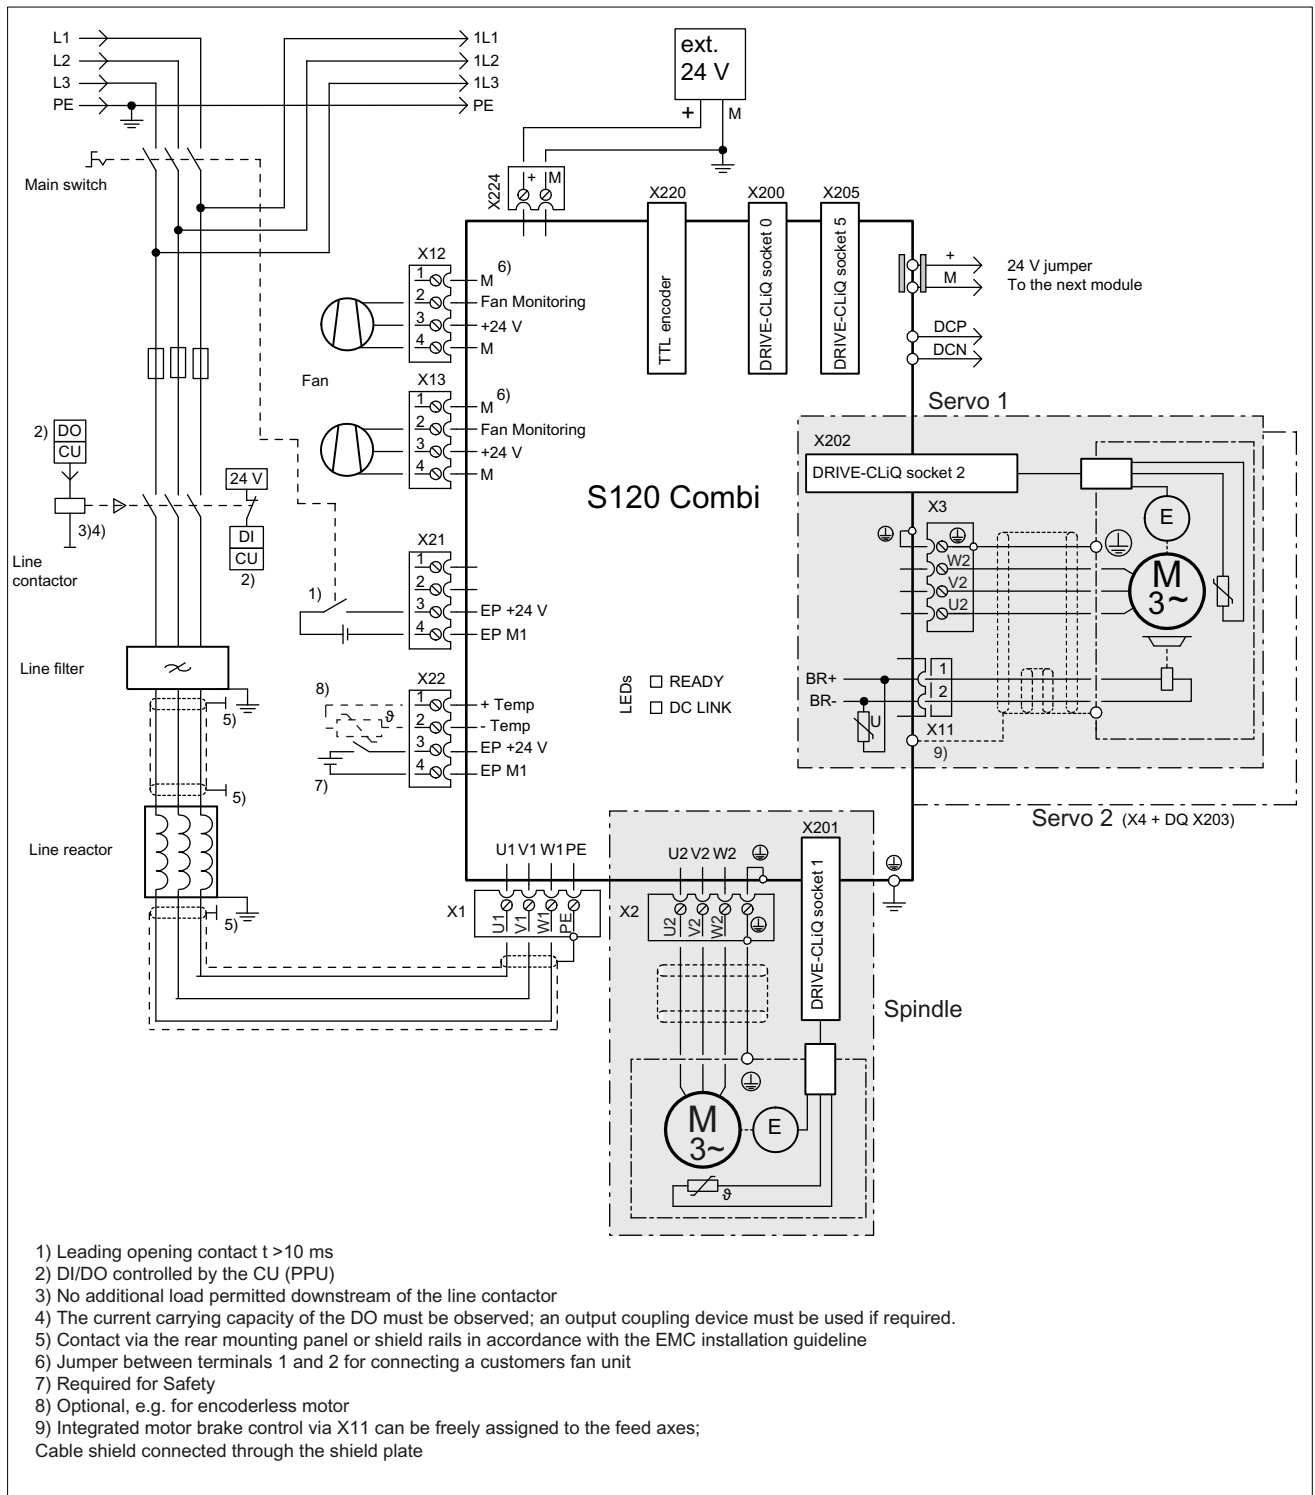 L1
L2
L3
PE
1L1
1L2
1L3
PE
ext.
24 V
+
M
Main switch
X224
+ M
X220
TTL encoder
X200
DRIVE-CLiQ socket 0
X205
DRIVE-CLiQ socket 5
+
M
24 V jumper
To the next module
DCP
DCN
X12
1
2
3
4
M 6)
Fan Monitoring
+24 V
M
Fan
X13
1
2
3
4
M 6)
Fan Monitoring
+24 V
M
S120 Combi
2)
DO
CU
3)4)
Line
contactor
24 V
DI
CU
2)
X21
1
2
3
4
EP +24 V
EP M1
1)
Line filter
5)
5)
X22
1
2
3
4
+ Temp
- Temp
EP +24 V
EP M1
8)
ϑ
7)
LEDs
READY
DC LINK
Servo 1
X202
DRIVE-CLiQ socket 2
X3
W2
V2
U2
E
M
3~
BR+
BR-
1
2
U
X11
9)
Servo 2 (X4 + DQ X203)
Line reactor
5)
U1 V1 W1 PE
X1
U1
V1
W1
PE
U2 V2 W2
X2
U2
V2
W2
X201
DRIVE-CLiQ socket 1
Spindle
M
3~
E
ϑ
1) Leading opening contact t >10 ms
2) DI/DO controlled by the CU (PPU)
3) No additional load permitted downstream of the line contactor
4) The current carrying capacity of the DO must be observed; an output coupling device must be used if required.
5) Contact via the rear mounting panel or shield rails in accordance with the EMC installation guideline
6) Jumper between terminals 1 and 2 for connecting a customers fan unit
7) Required for Safety
8) Optional, e.g. for encoderless motor
9) Integrated motor brake control via X11 can be freely assigned to the feed axes;
Cable shield connected through the shield plate